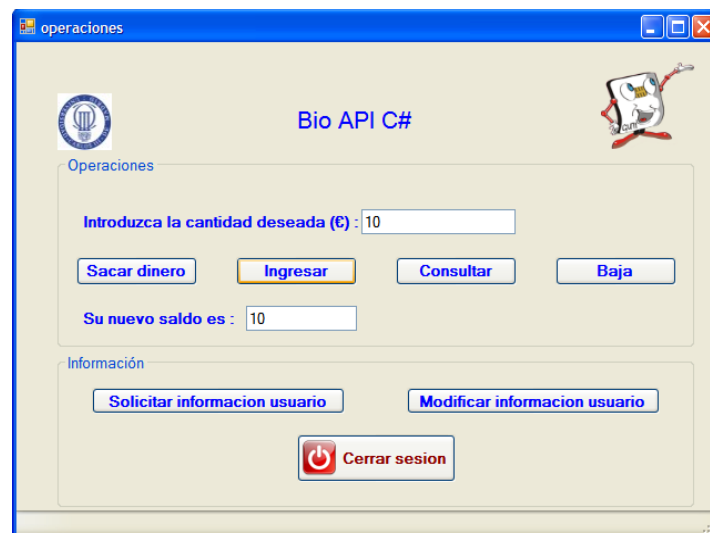 operaciones
Bio API C#
Operaciones
Introduzca la cantidad deseada (€) : 10
Sacar dinero Ingresar Consultar Baja
Su nuevo saldo es : 10
Información
Solicitar informacion usuario Modificar informacion usuario
Cerrar sesion